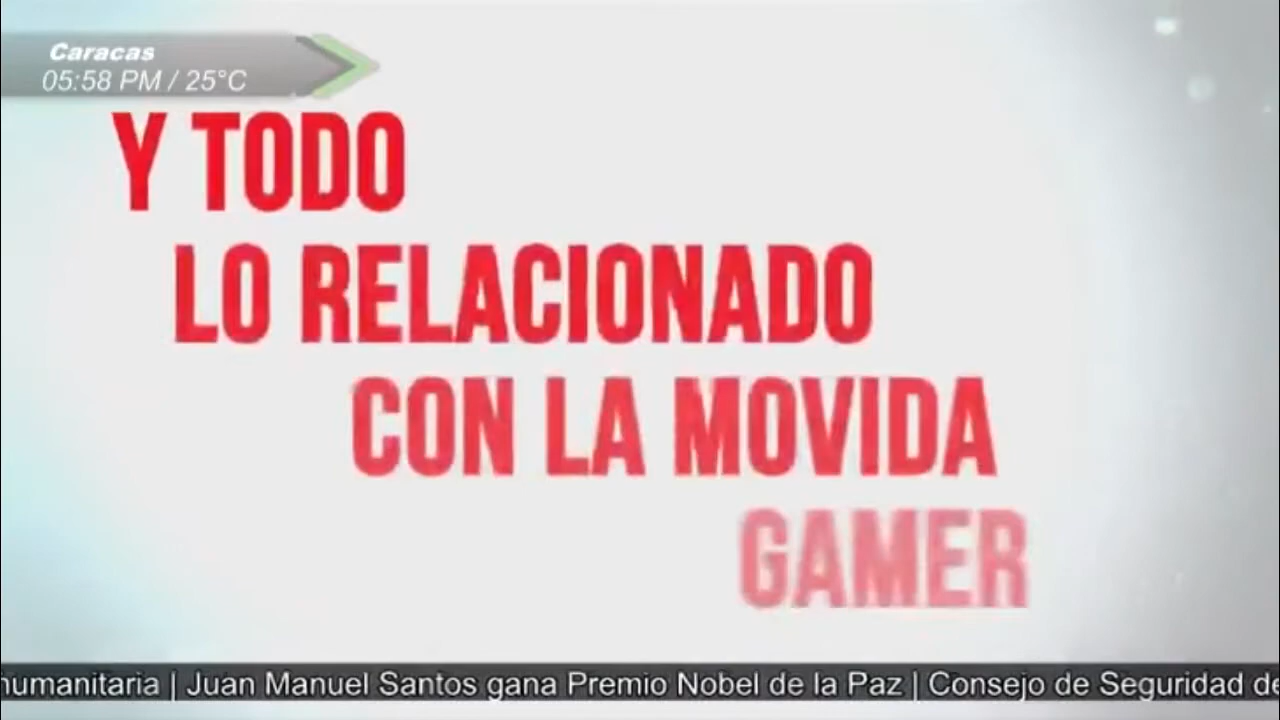 Caracas
05:58 PM / 25°C
Y TODO
LO RELACIONADO
CON LA MOVIDA
GAMER
humanitaria | Juan Manuel Santos gana Premio Nobel de la Paz | Consejo de Seguridad de